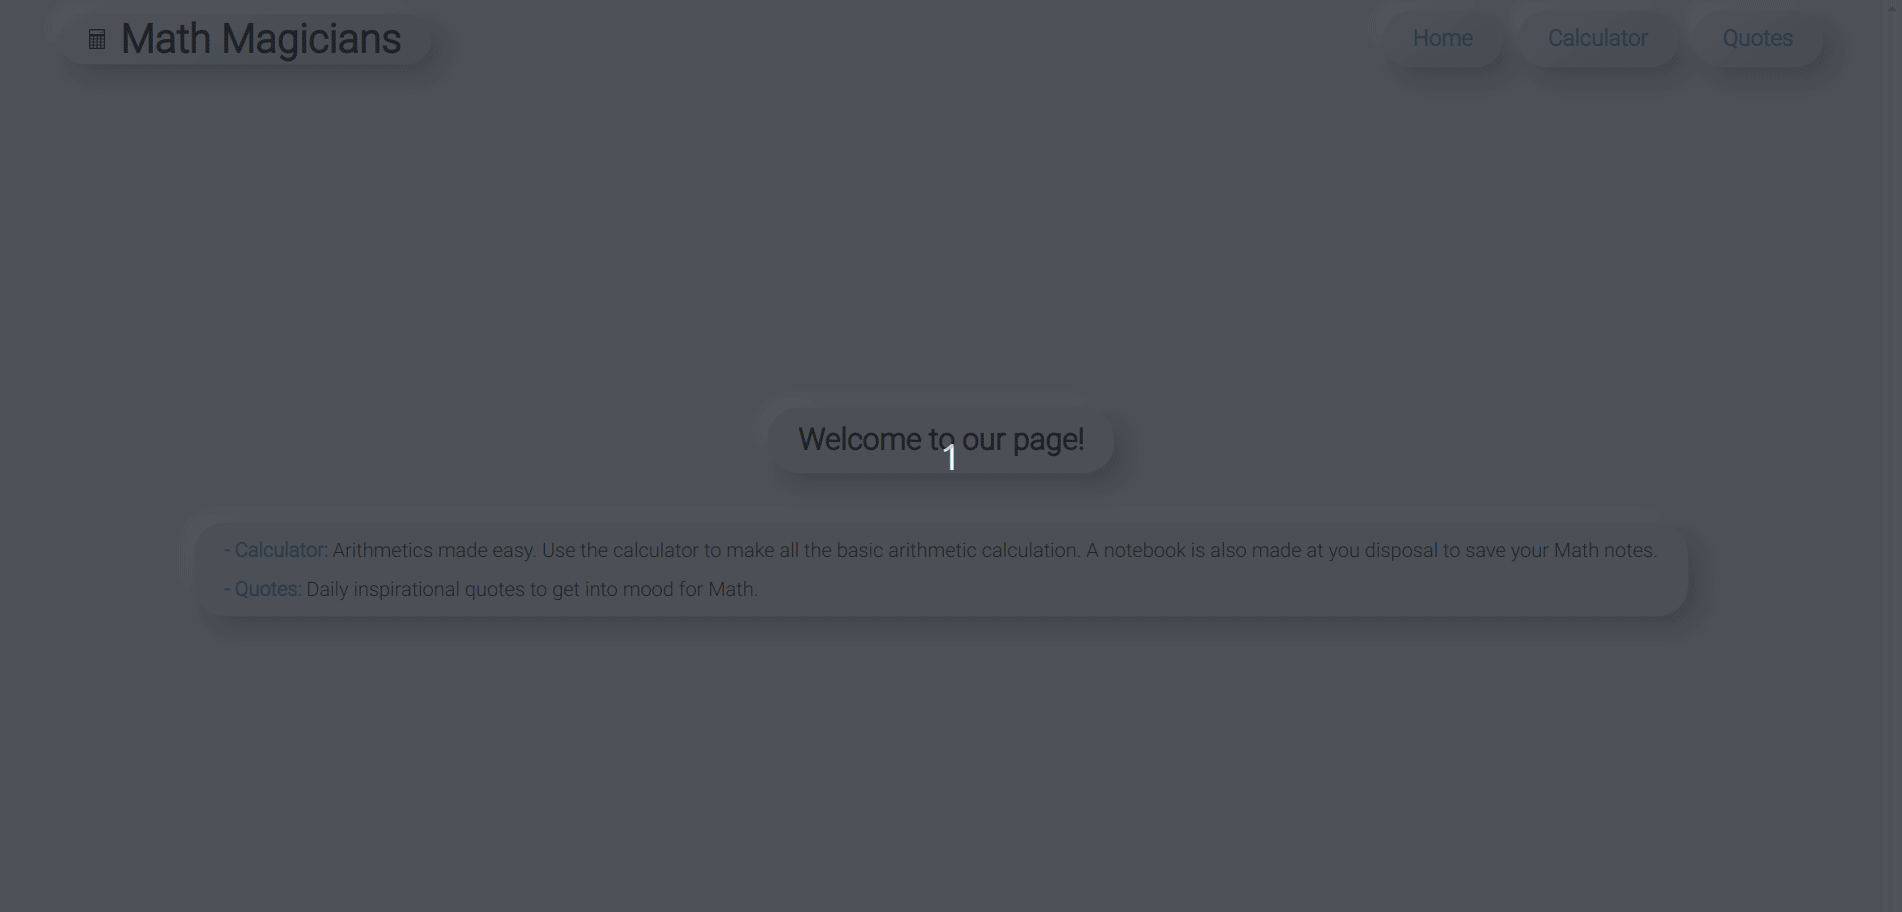 Math Magicians
Home
Calculator
Quotes
Welcome to our page!
1
- Calculator: Arithmetics made easy. Use the calculator to make all the basic arithmetic calculation. A notebook is also made at you disposal to save your Math notes.
- Quotes: Daily inspirational quotes to get into mood for Math.